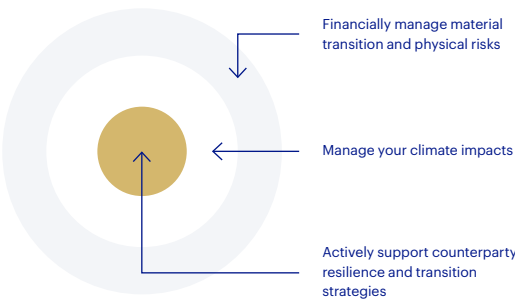 Financially manage material
transition and physical risks
Manage your climate impacts
Actively support counterparty
resilience and transition
strategies